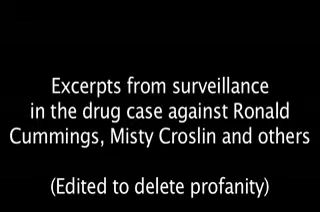 Excerpts from surveillance
in the drug case against Ronald
Cummings, Misty Croslin and others
(Edited to delete profanity)